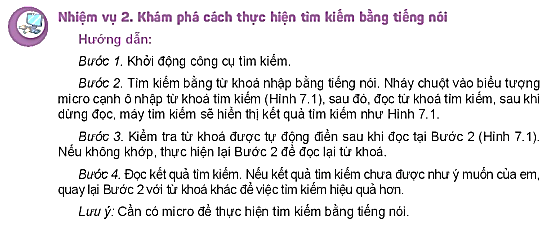 Nhiệm vụ 2. Khám phá cách thực hiện tìm kiếm bằng tiếng nói
Hướng dẫn:
Bước 1. Khởi động công cụ tìm kiếm.
Bước 2. Tìm kiếm bằng từ khoá nhập bằng tiếng nói. Nháy chuột vào biểu tượng
micro cạnh ô nhập từ khoá tìm kiếm (Hình 7.1), sau đó, đọc từ khoá tìm kiếm, sau khi
dừng đọc, máy tìm kiếm sẽ hiển thị kết quả tìm kiếm như Hình 7.1.
Bước 3. Kiểm tra từ khoá được tự động điền sau khi đọc tại Bước 2 (Hình 7.1).
Nếu không khớp, thực hiện lại Bước 2 để đọc lại từ khoá.
Bước 4. Đọc kết quả tìm kiếm. Nếu kết quả tìm kiếm chưa được như ý muốn của em,
quay lại Bước 2 với từ khoá khác để việc tìm kiếm hiệu quả hơn.
Lưu ý: Cần có micro để thực hiện tìm kiếm bằng tiếng nói.